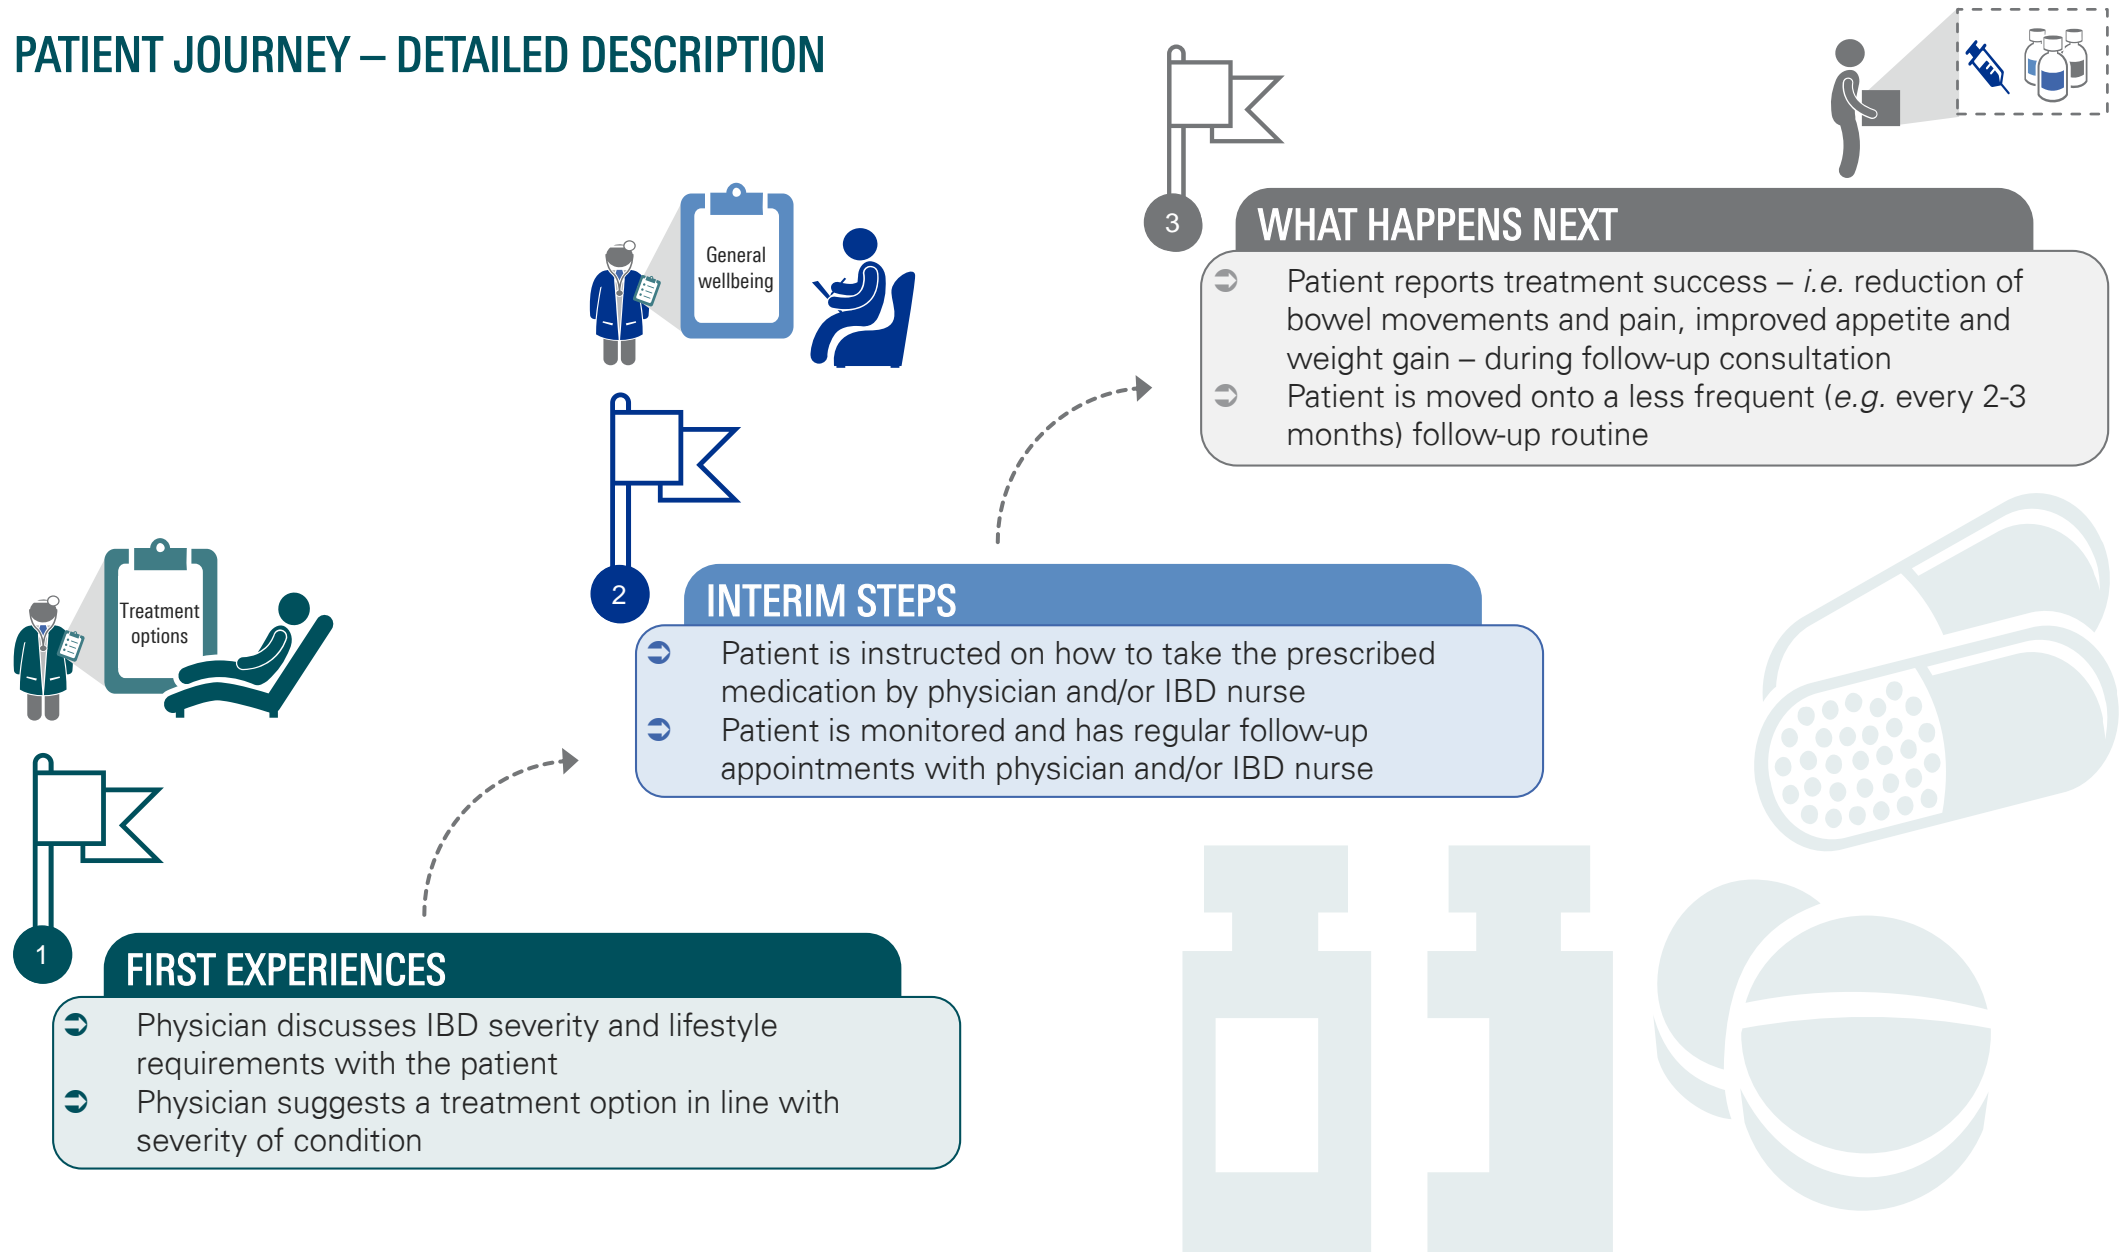 PATIENT JOURNEY – DETAILED DESCRIPTION
3
WHAT HAPPENS NEXT
Patient reports treatment success – i.e. reduction of
bowel movements and pain, improved appetite and
weight gain – during follow-up consultation
Patient is moved onto a less frequent (e.g. every 2-3
months) follow-up routine
General
wellbeing
2
INTERIM STEPS
Patient is instructed on how to take the prescribed
medication by physician and/or IBD nurse
Patient is monitored and has regular follow-up
appointments with physician and/or IBD nurse
Treatment
options
1
FIRST EXPERIENCES
Physician discusses IBD severity and lifestyle
requirements with the patient
Physician suggests a treatment option in line with
severity of condition